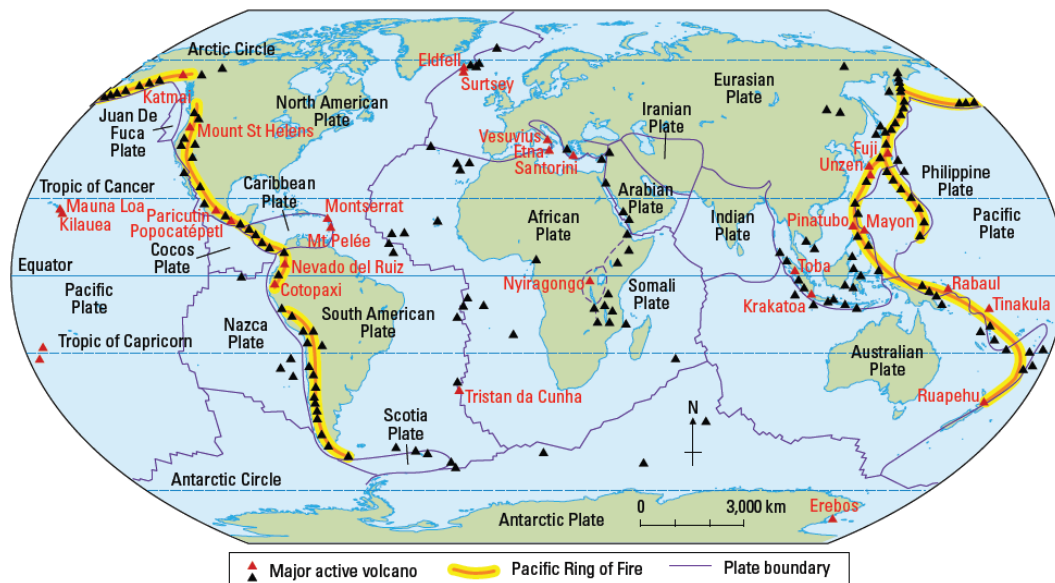 Arctic Circle
Eldfell
Surtsey
Katmai
North American
Plate
Eurasian
Plate
Iranian
Plate
Juan De
Fuca
Plate
Mount St Helens
Vesuvius
Etna
Santorini
Fuji
Unzen
Tropic of Cancer
Caribbean
Plate
Arabian
Plate
Philippine
Plate
Mauna Loa
Kilauea
Paricutin
Popocatépetl
Montserrat
Mt Pelée
African
Plate
Indian
Plate
Pinatubo
Mayon
Pacific
Plate
Cocos
Plate
Equator
Nevado del Ruiz
Cotopaxi
Nyiragongo
Somali
Plate
Toba
Krakatoa
Rabaul
Tinakula
Pacific
Plate
Nazca
Plate
South American
Plate
Tropic of Capricorn
Australian
Plate
Tristan da Cunha
Ruapehu
Scotia
Plate
N
Antarctic Circle
0 3,000 km
Antarctic Plate
Erebos
Major active volcano
Pacific Ring of Fire
Plate boundary